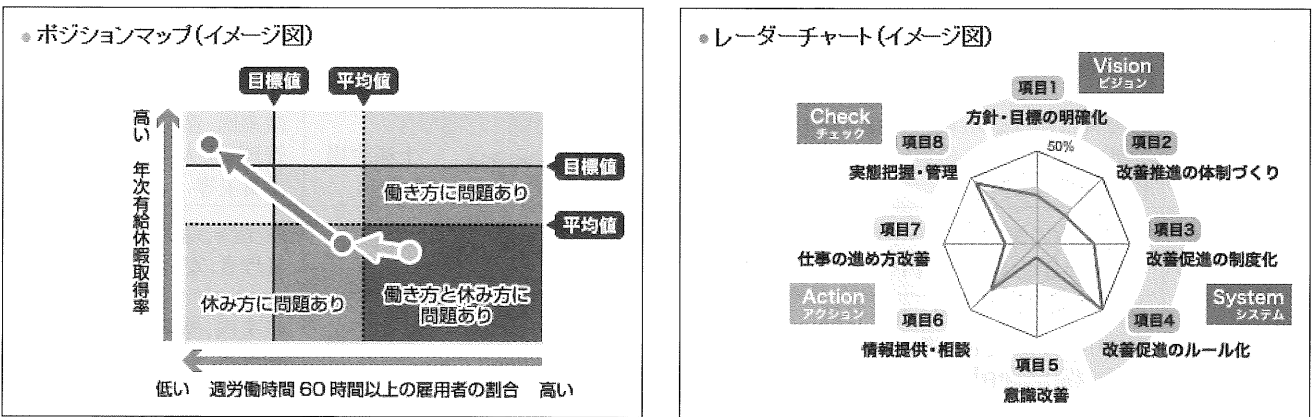 ポジションマップ(イメージ図)
目標値
平均値
高い
年次有給休暇取得率
目標値
働き方に問題あり
平均値
休み方に問題あり
働き方と休み方に
問題あり
低い 週労働時間60時間以上の雇用者の割合 高い
レーダーチャート(イメージ図)
Vision
ビジョン
項目1
方針・目標の明確化
Check
チェック
項目8
実態把握・管理
50%
項目2
改善推進の体制づくり
項目7
仕事の進め方改善
項目3
改善促進の制度化
Action
アクション
System
システム
項目6
情報提供・相談
項目4
改善促進のルール化
項目5
意識改善